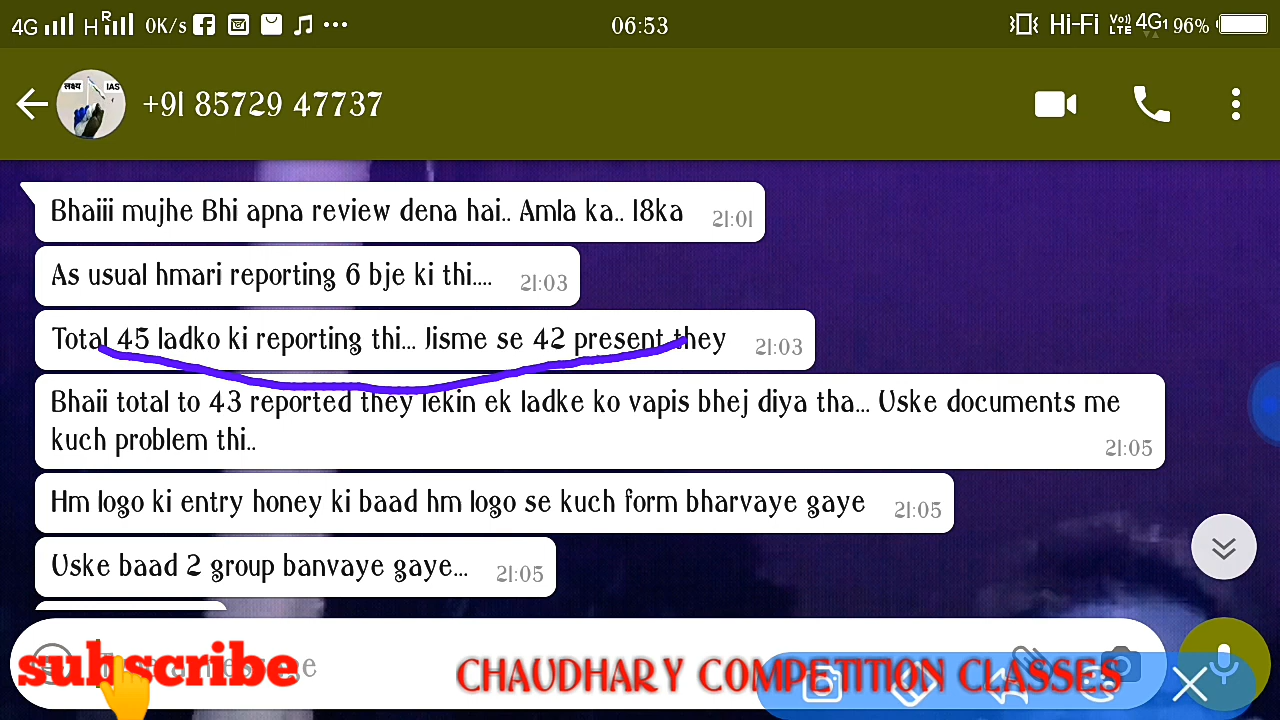 4G H R 0K/s 06:53 Hi-Fi Vo)) LTE 4G1 96%
लक्ष्य IAS
+91 85729 47737
Bhaiii mujhe Bhi apna review dena hai.. Amla ka.. 18ka 21:01
As usual hmari reporting 6 bje ki thi.... 21:03
Total 45 ladko ki reporting thi... Jisme se 42 present they 21:03
Bhaii total to 43 reported they lekin ek ladke ko vapis bhej diya tha... Uske documents me
kuch problem thi.. 21:05
Hm logo ki entry honey ki baad hm logo se kuch form bharvaye gaye 21:05
Uske baad 2 group banvaye gaye... 21:05
subscribe
CHAUDHARY COMPETITION CLASSES